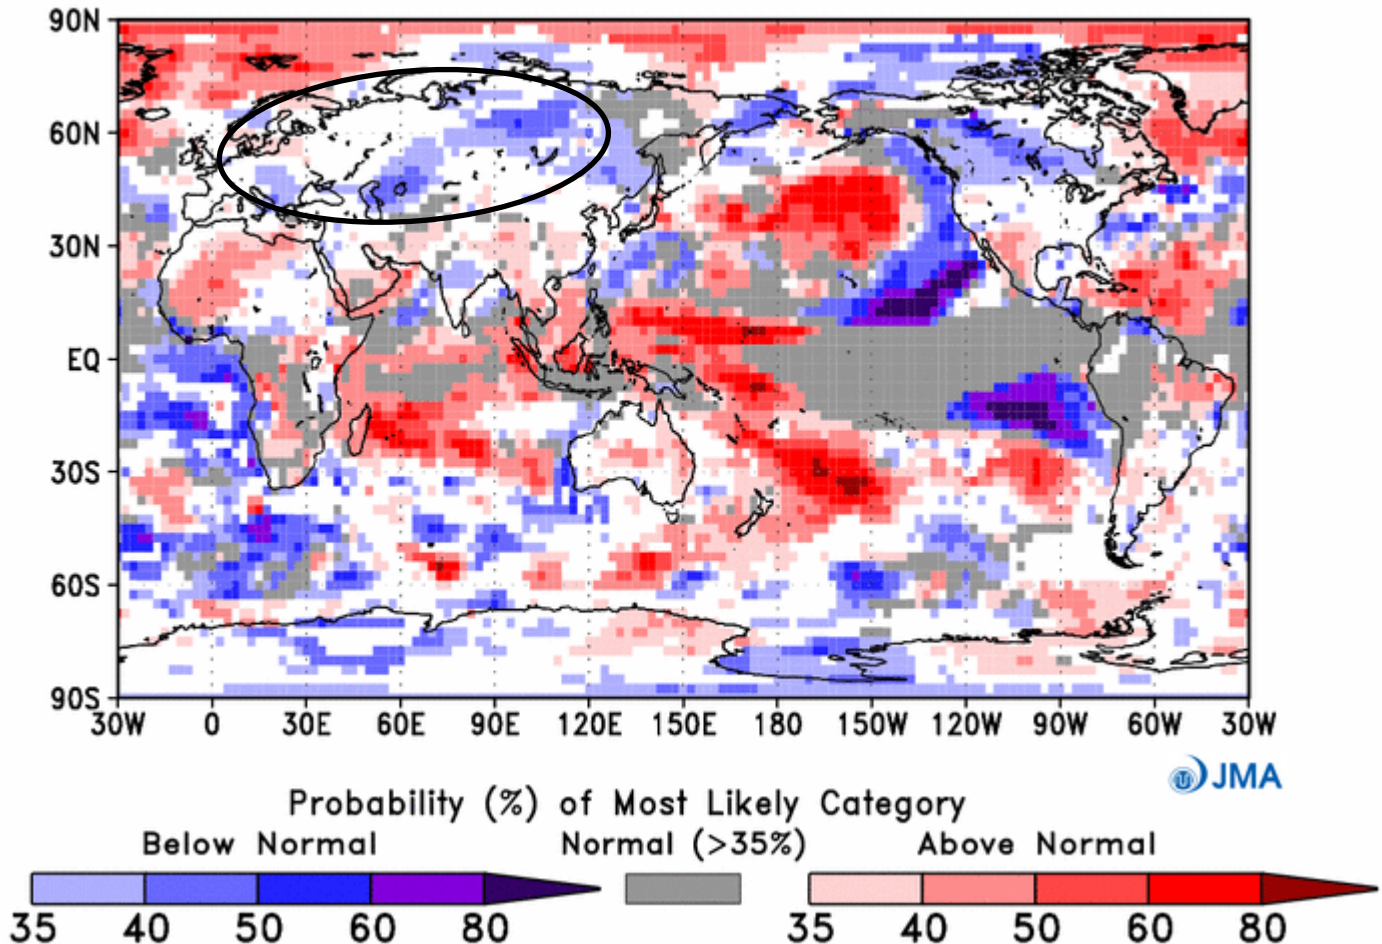 90N
60N
30N
EQ
30S
60S
90S
30W 0 30E 60E 90E 120E 150E 180 150W 120W 90W 60W 30W
JMA
Probability (%) of Most Likely Category
Below Normal Normal (>35%) Above Normal
35 40 50 60 80 35 40 50 60 80